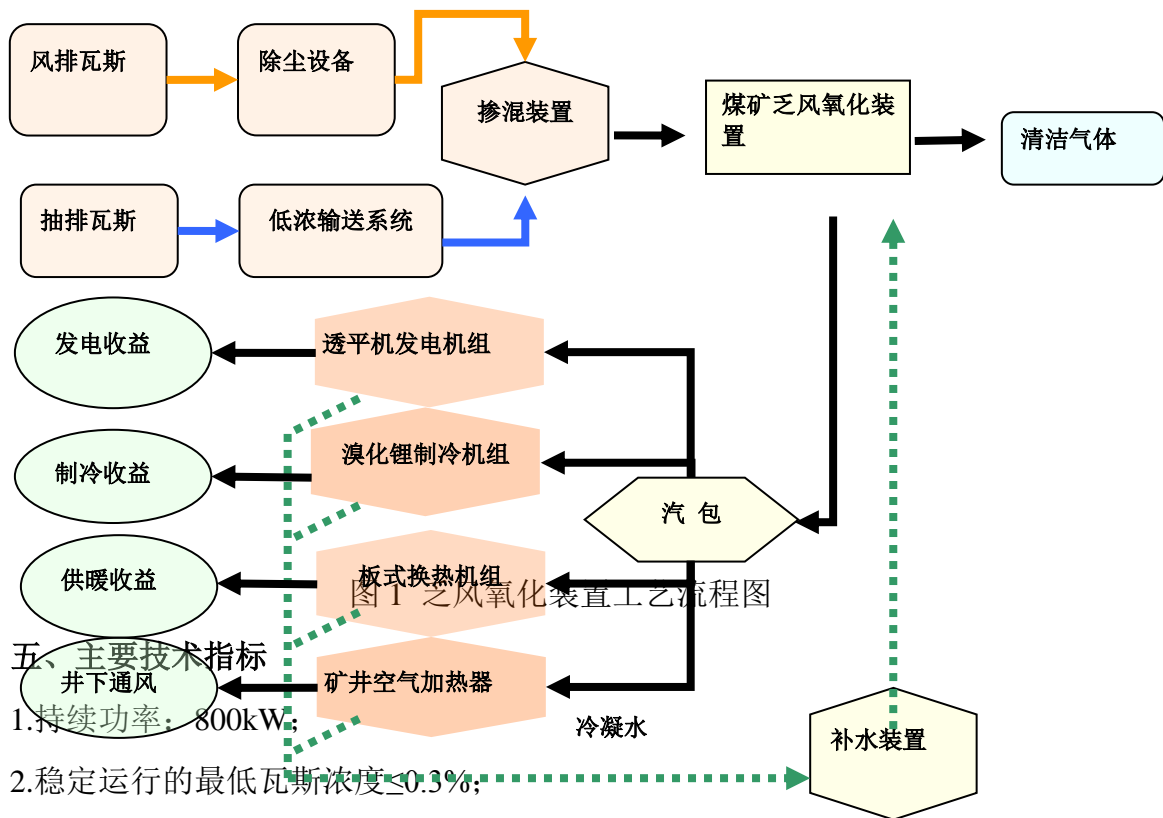 风排瓦斯
除尘设备
掺混装置
煤矿乏风氧化装
置
清洁气体
抽排瓦斯
低浓输送系统
发电收益
透平机发电机组
制冷收益
溴化锂制冷机组
汽 包
供暖收益
板式换热机组
图 1 乏风氧化装置工艺流程图
五、主要技术指标
井下通风
矿井空气加热器
1.持续功率：800kW；
冷凝水
补水装置
2.稳定运行的最低瓦斯浓度≤0.3%；